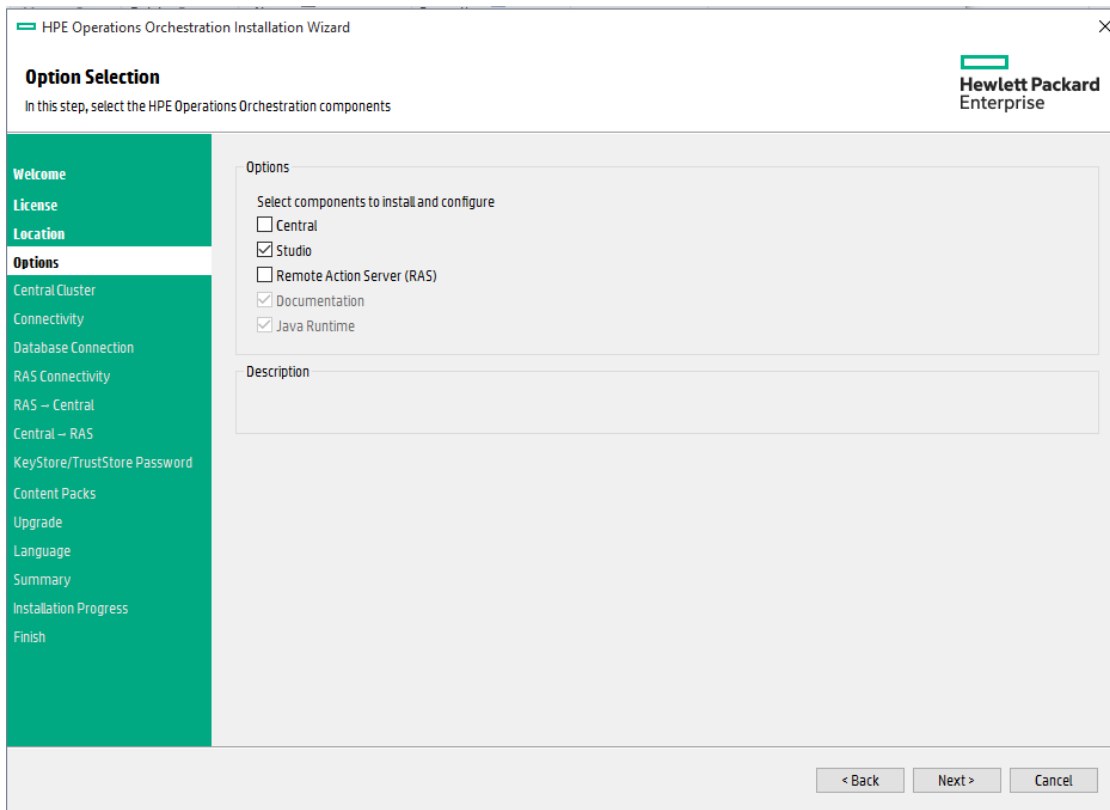 HPE Operations Orchestration Installation Wizard
Option Selection
In this step, select the HPE Operations Orchestration components
Hewlett Packard
Enterprise
Welcome
License
Location
Options
Central Cluster
Connectivity
Database Connection
RAS Connectivity
RAS – Central
Central – RAS
KeyStore/TrustStore Password
Content Packs
Upgrade
Language
Summary
Installation Progress
Finish
Options
Select components to install and configure
Central
Studio
Remote Action Server (RAS)
Documentation
Java Runtime
Description
< Back
Next >
Cancel